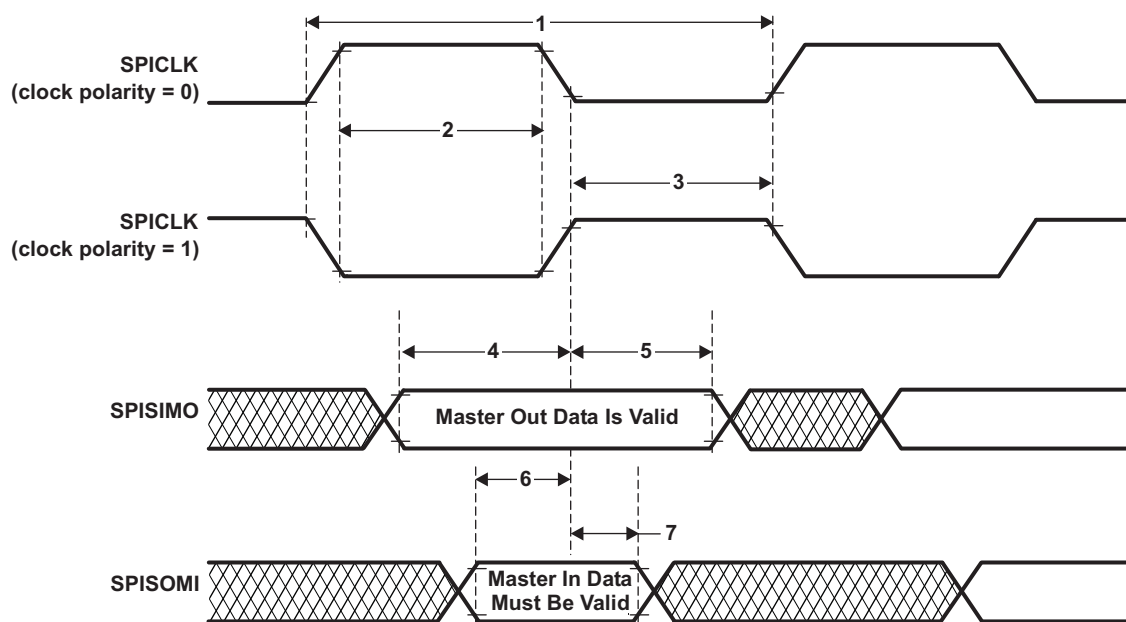 1
SPICLK
(clock polarity = 0)
2
3
SPICLK
(clock polarity = 1)
4
5
SPISIMO
Master Out Data Is Valid
6
7
SPISOMI
Master In Data
Must Be Valid